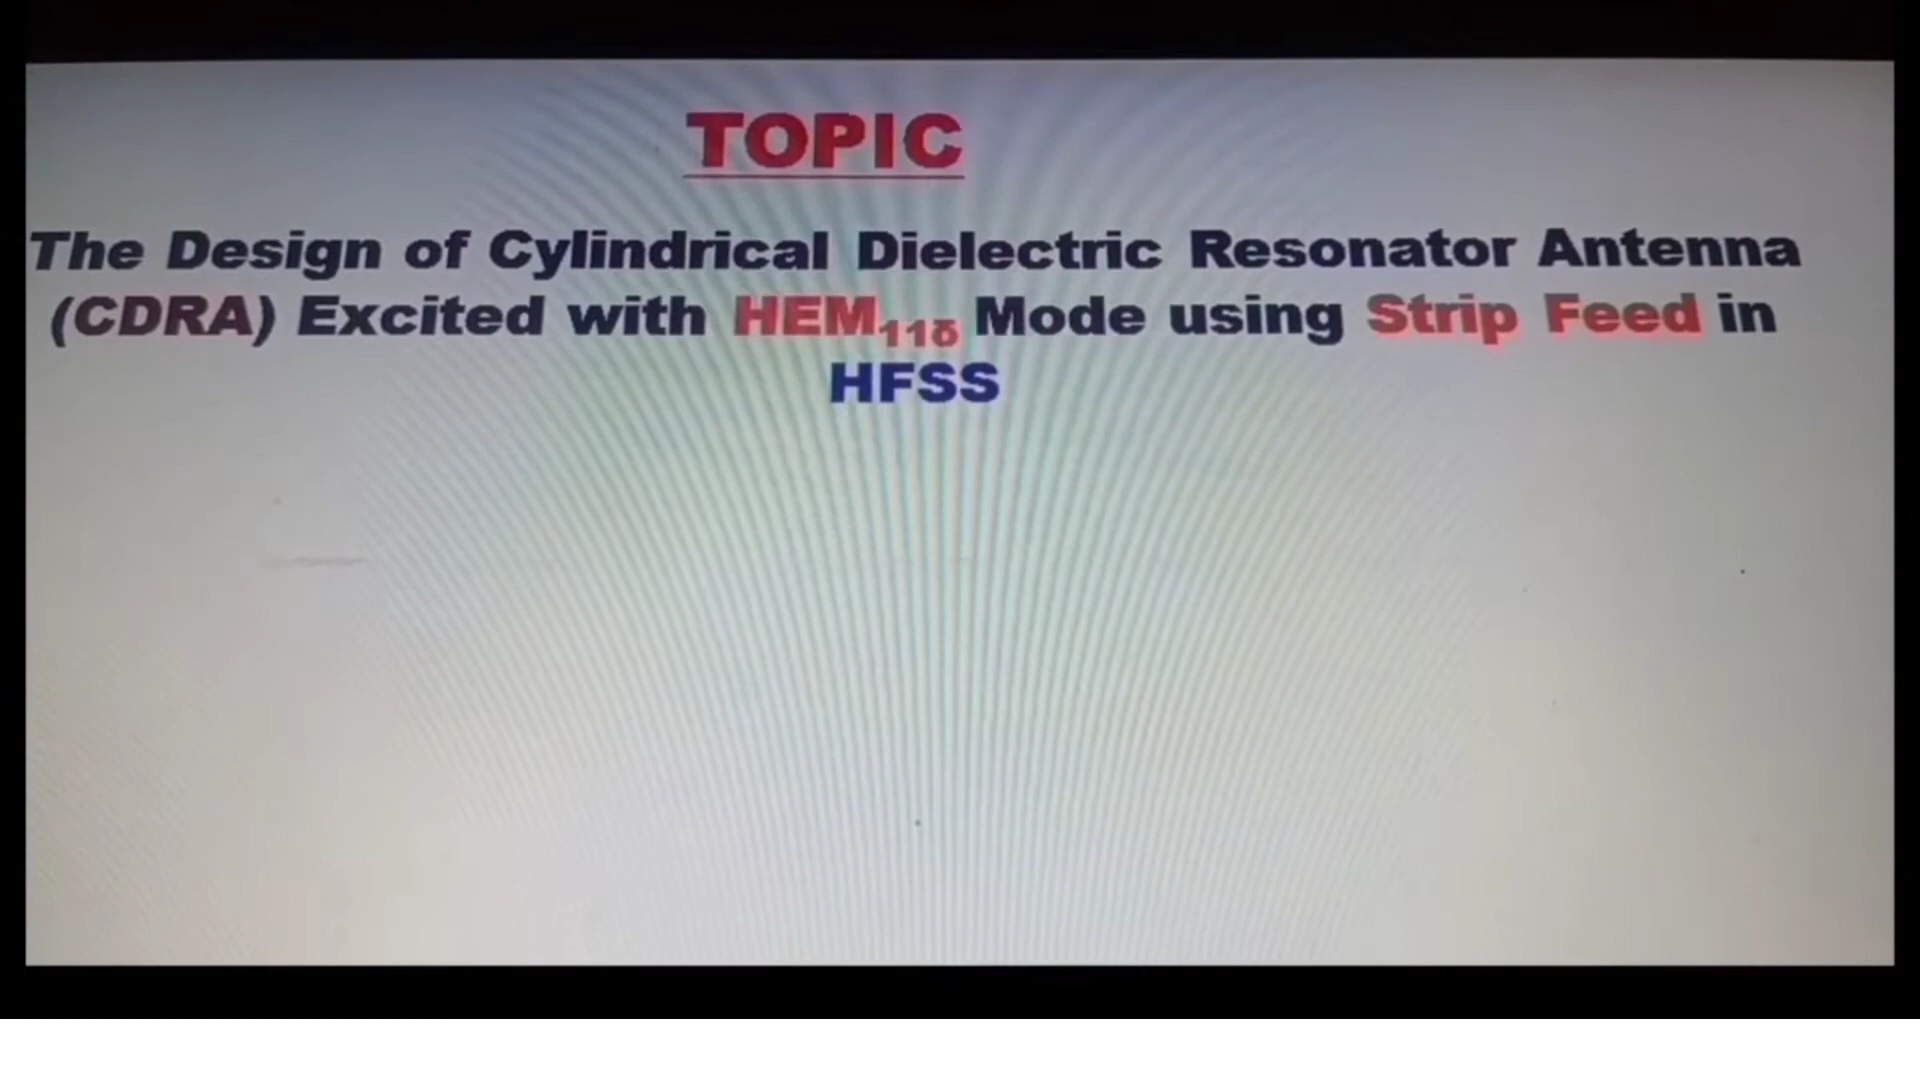 TOPIC
The Design of Cylindrical Dielectric Resonator Antenna
(CDRA) Excited with HEM₁₁δ Mode using Strip Feed in
HFSS